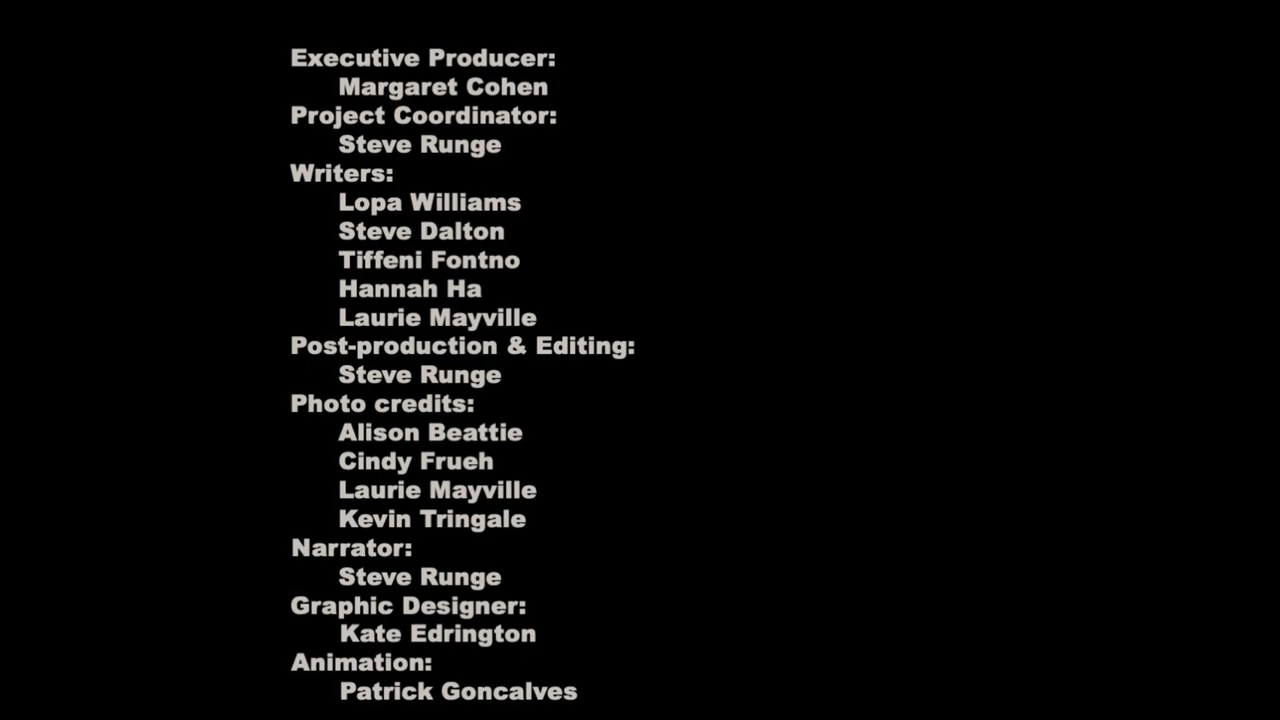 Executive Producer:
Margaret Cohen
Project Coordinator:
Steve Runge
Writers:
Lopa Williams
Steve Dalton
Tiffeni Fontno
Hannah Ha
Laurie Mayville
Post-production & Editing:
Steve Runge
Photo credits:
Alison Beattie
Cindy Frueh
Laurie Mayville
Kevin Tringale
Narrator:
Steve Runge
Graphic Designer:
Kate Edrington
Animation:
Patrick Goncalves